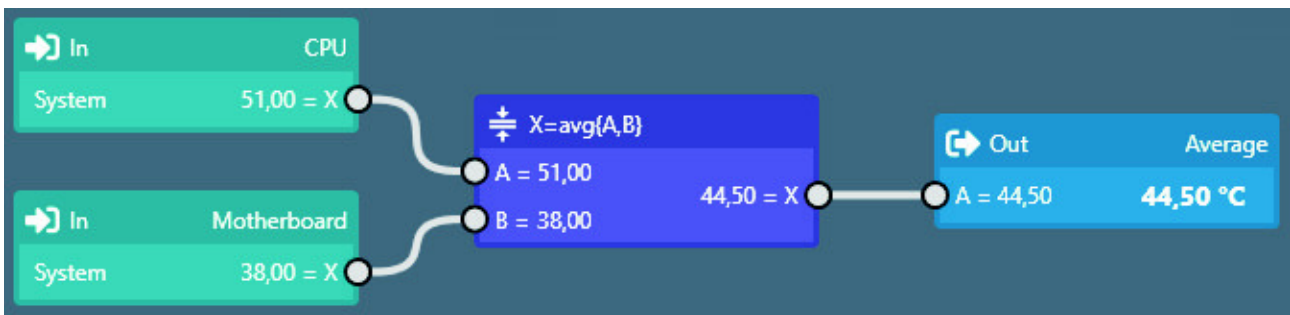 In CPU
System 51,00 = X
In Motherboard
System 38,00 = X
X=avg{A,B}
A = 51,00
44,50 = X
B = 38,00
Out Average
A = 44,50 44,50 °C